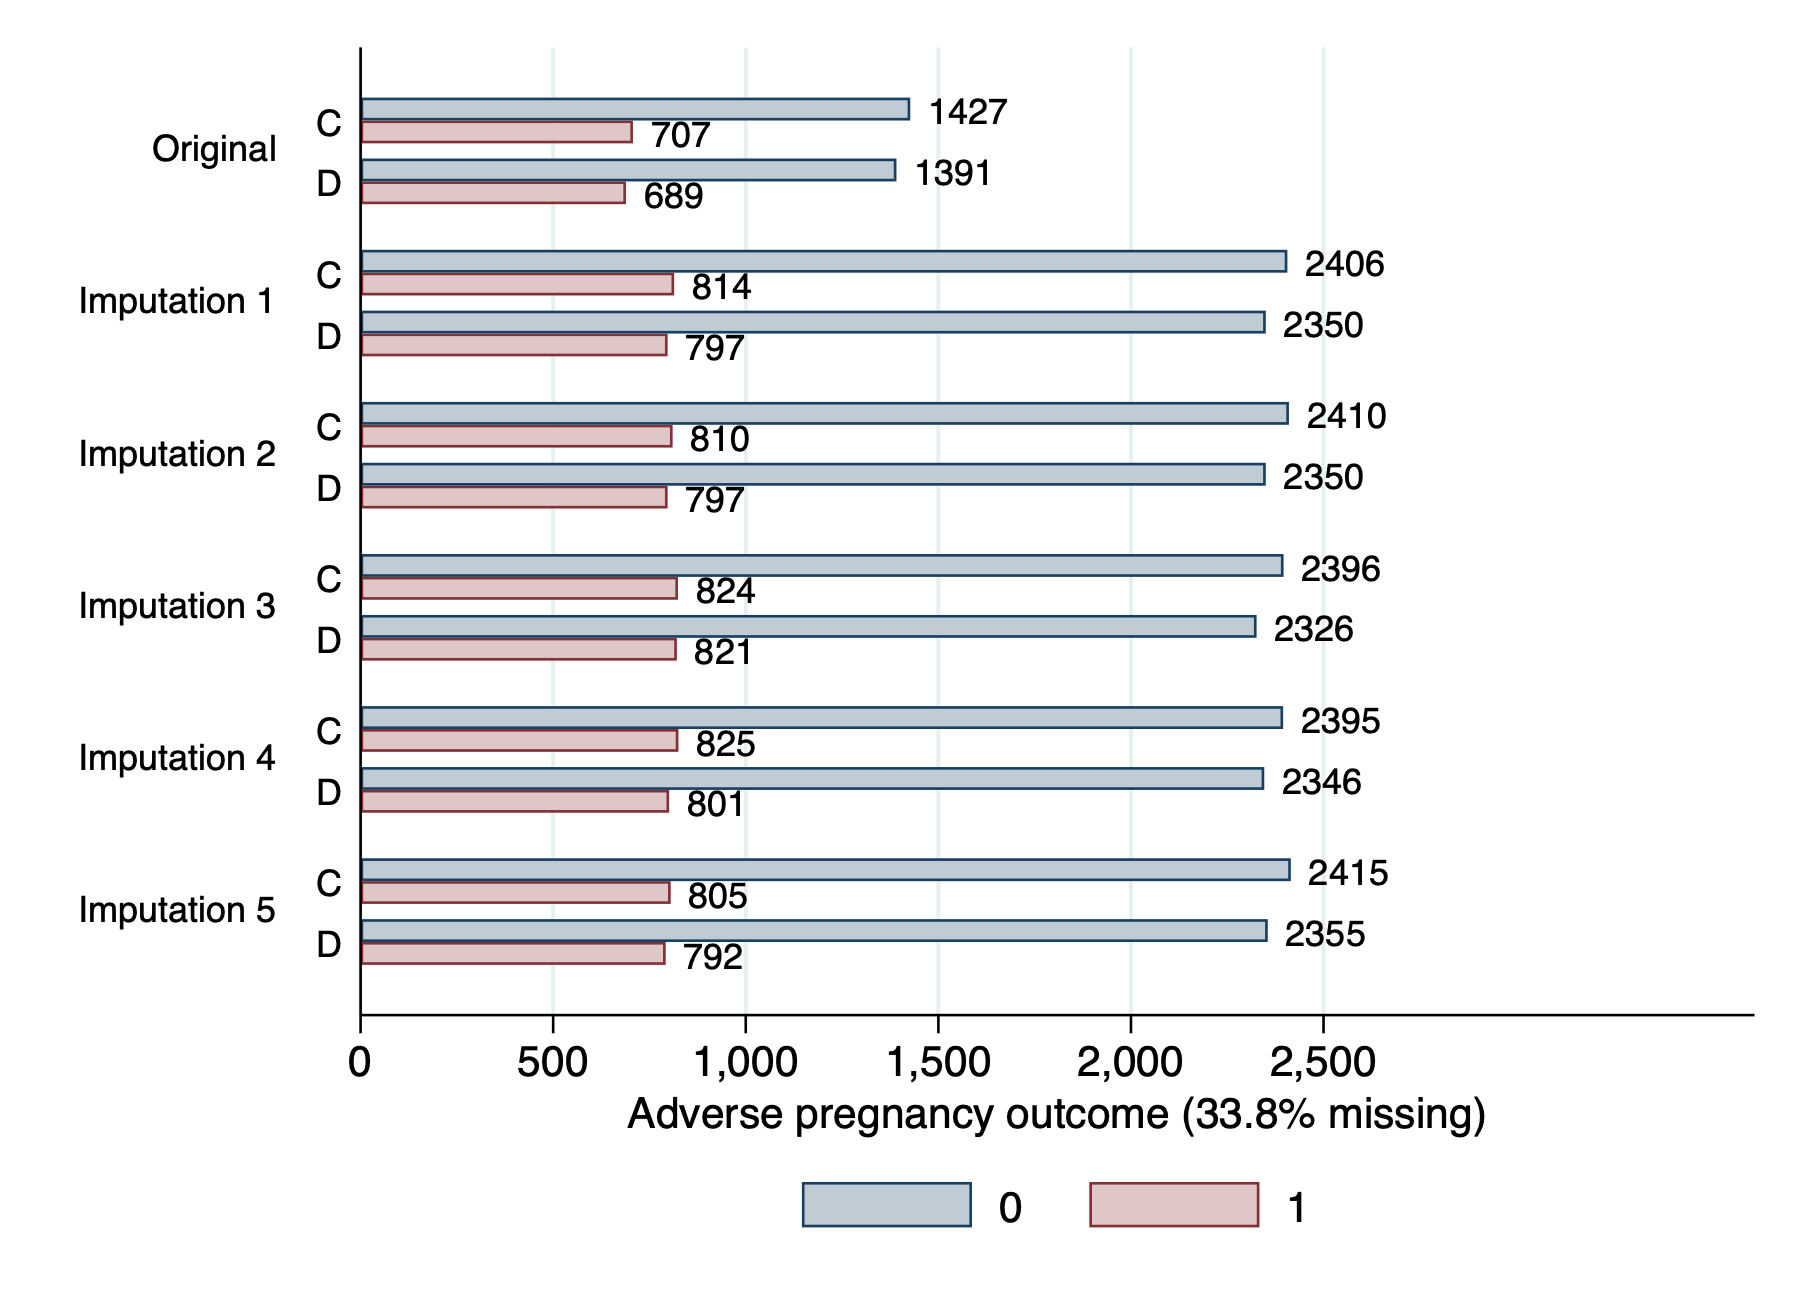 Original
C
1427
707
D
1391
689
Imputation 1
C
2406
814
D
2350
797
Imputation 2
C
2410
810
D
2350
797
Imputation 3
C
2396
824
D
2326
821
Imputation 4
C
2395
825
D
2346
801
Imputation 5
C
2415
805
D
2355
792
0 500 1,000 1,500 2,000 2,500
Adverse pregnancy outcome (33.8% missing)
0 1